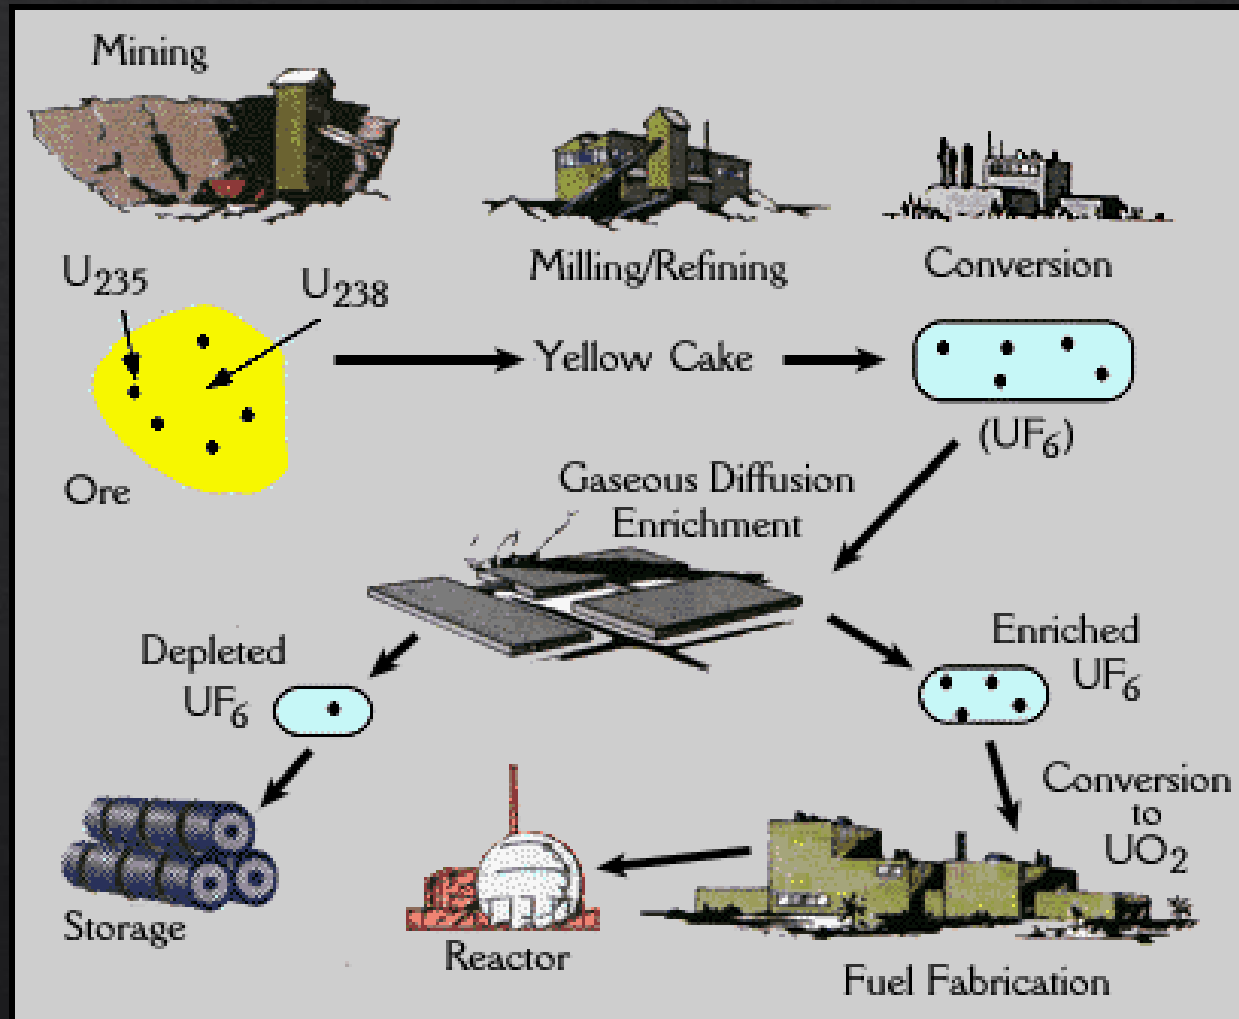 Mining
Milling/Refining
Conversion
U235
U238
Yellow Cake
(UF6)
Ore
Gaseous Diffusion
Enrichment
Depleted
UF6
Enriched
UF6
Conversion
to
UO2
Storage
Reactor
Fuel Fabrication